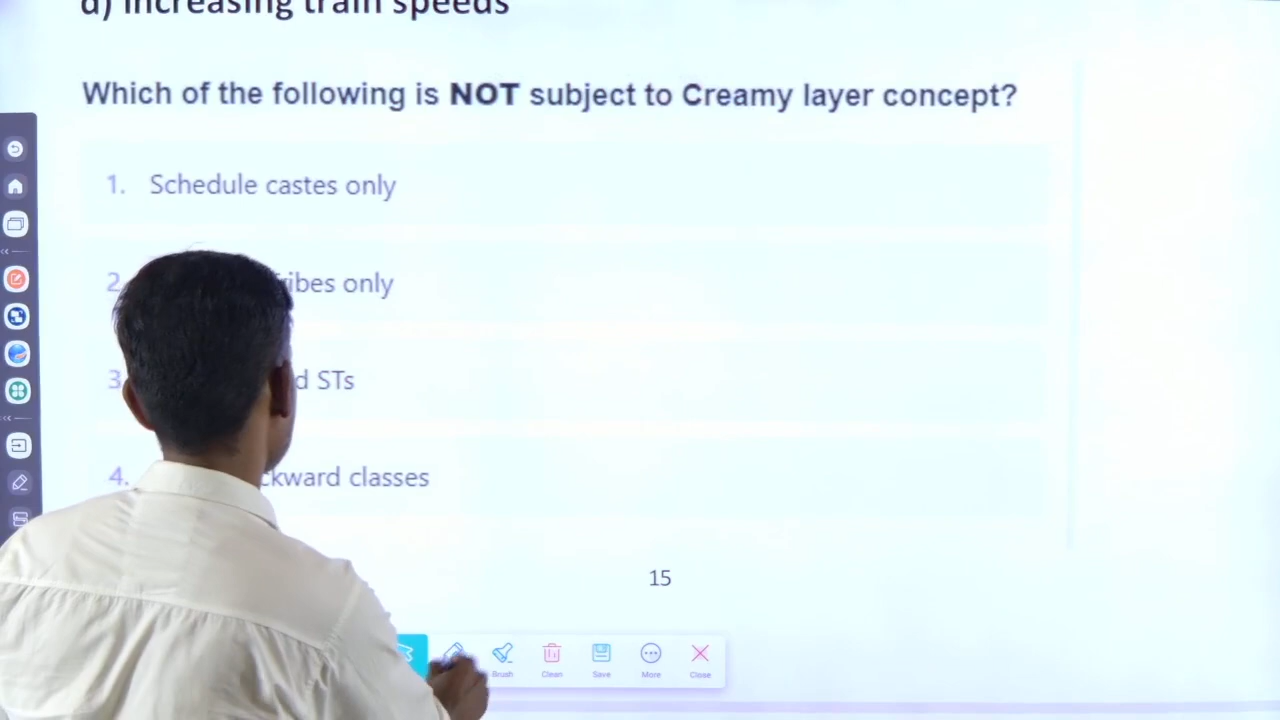 d) Increasing train speeds
Which of the following is NOT subject to Creamy layer concept?
1. Schedule castes only
2. ribes only
3. d STs
4. ckward classes
15
Brush
Clean
Save
More
Close